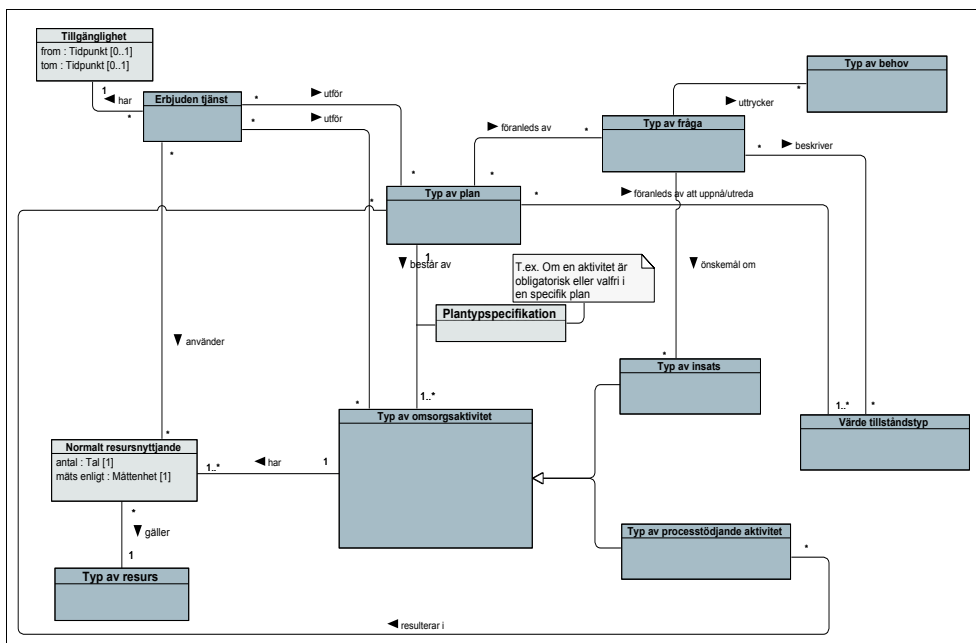 Tillgänglighet
from : Tidpunkt [0..1]
tom : Tidpunkt [0..1]
1
har
*
Erbjuden tjänst
*
utför
*
utför
*
*
föranleds av
*
*
Typ av fråga
uttrycker
*
Typ av behov
*
beskriver
Typ av plan
*
*
föranleds av att uppnå/utreda
*
1
består av
T.ex. Om en aktivitet är
obligatorisk eller valfri i
en specifik plan
önskemål om
Plantypspecifikation
använder
*
Typ av insats
*
1..*
1..*
*
Typ av omsorgsaktivitet
Värde tillståndstyp
*
Normalt resursnyttjande
antal : Tal [1]
mäts enligt : Måttenhet [1]
1..*
har
1
*
gäller
1
Typ av resurs
Typ av processtödjande aktivitet
*
resulterar i